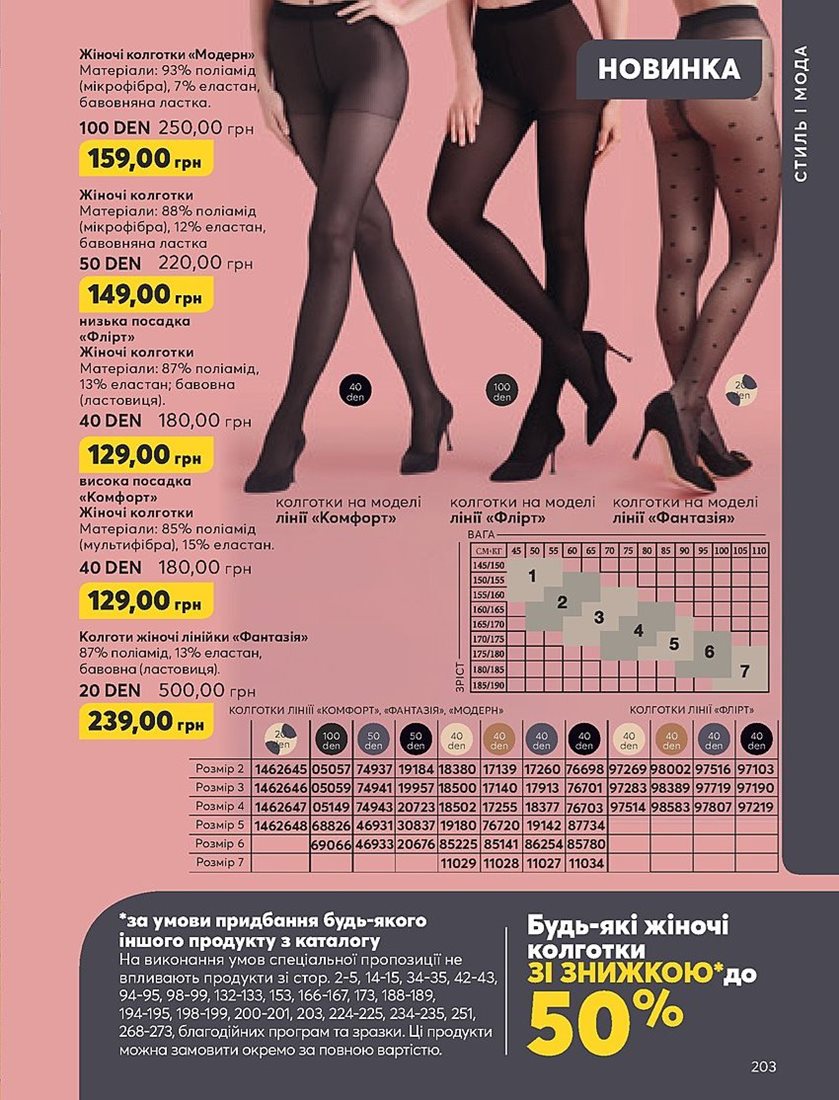 Жіночі колготки «Модерн»
Матеріали: 93% поліамід
(мікрофібра), 7% еластан,
бавовняна ластка.
100 DEN 250,00 грн
159,00 грн
Жіночі колготки
Матеріали: 88% поліамід
(мікрофібра), 12% еластан,
бавовняна ластка
50 DEN 220,00 грн
149,00 грн
низька посадка
«Флірт»
Жіночі колготки
Матеріали: 87% поліамід,
13% еластан; бавовна
(ластовиця).
40 DEN 180,00 грн
129,00 грн
висока посадка
«Комфорт»
Жіночі колготки
Матеріали: 85% поліамід
(мультифібра), 15% еластан.
40 DEN 180,00 грн
129,00 грн
Колготи жіночі лінійки «Фантазія»
87% поліамід, 13% еластан,
бавовна (ластовиця).
20 DEN 500,00 грн
239,00 грн
НОВИНКА
СТИЛЬ І МОДА
40 den
100 den
20 den
колготки на моделі
лінії «Комфорт»
колготки на моделі
лінії «Флірт»
колготки на моделі
лінії «Фантазія»
ВАГА
СМ·КГ 45 50 55 60 65 70 75 80 85 90 95 100 105 110
145/150
150/155
155/160
160/165
165/170
170/175
175/180
180/185
185/190
ЗРІСТ
1
2
3
4
5
6
7
КОЛГОТКИ ЛІНІЇ «КОМФОРТ», «ФАНТАЗІЯ», «МОДЕРН»
КОЛГОТКИ ЛІНІЇ «ФЛІРТ»
20 den 100 den 50 den 50 den 40 den 40 den 40 den 40 den 40 den 40 den 40 den 40 den
Розмір 2 1462645 05057 74937 19184 18380 17139 17260 76698 97269 98002 97516 97103
Розмір 3 1462646 05059 74941 19957 18500 17140 17913 76701 97283 98389 97719 97190
Розмір 4 1462647 05149 74943 20723 18502 17255 18377 76703 97514 98583 97807 97219
Розмір 5 1462648 68826 46931 30837 19180 76720 19142 87734
Розмір 6 69066 46933 20676 85225 85141 86254 85780
Розмір 7 11029 11028 11027 11034
*за умови придбання будь-якого
іншого продукту з каталогу
На виконання умов спеціальної пропозиції не
впливають продукти зі стор. 2-5, 14-15, 34-35, 42-43,
94-95, 98-99, 132-133, 153, 166-167, 173, 188-189,
194-195, 198-199, 200-201, 203, 224-225, 234-235, 251,
268-273, благодійних програм та зразки. Ці продукти
можна замовити окремо за повною вартістю.
Будь-які жіночі
колготки
ЗІ ЗНИЖКОЮ* до
50%
203